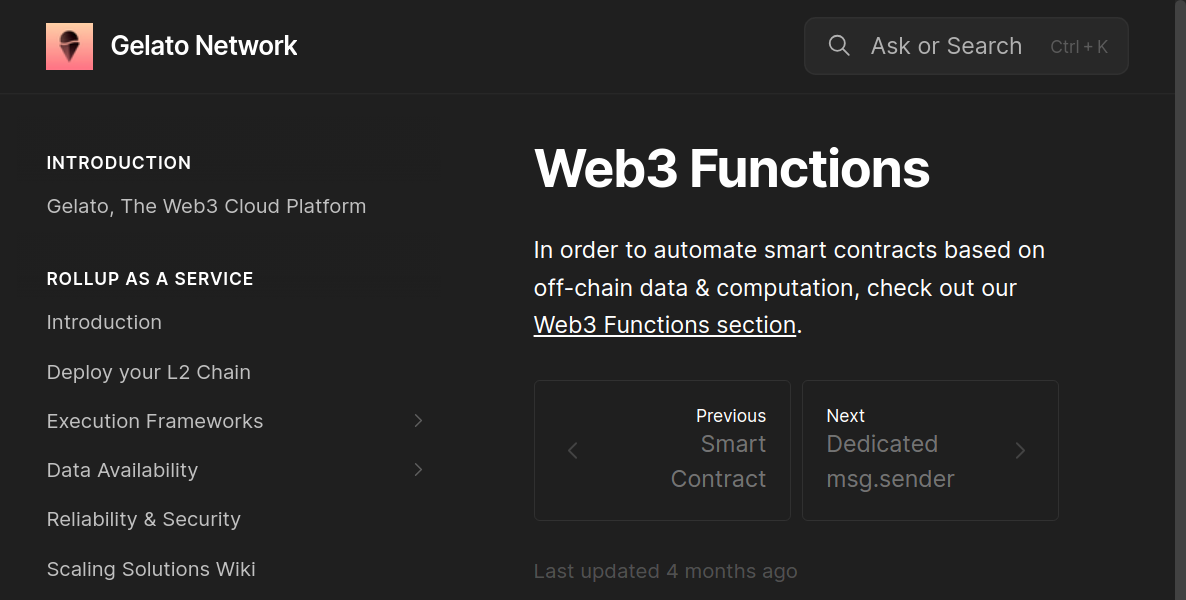 Gelato Network
Ask or Search Ctrl + K
INTRODUCTION
Gelato, The Web3 Cloud Platform
ROLLUP AS A SERVICE
Introduction
Deploy your L2 Chain
Execution Frameworks
Data Availability
Reliability & Security
Scaling Solutions Wiki
Web3 Functions
In order to automate smart contracts based on
off-chain data & computation, check out our
Web3 Functions section.
Previous
Smart
Contract
Next
Dedicated
msg.sender
Last updated 4 months ago